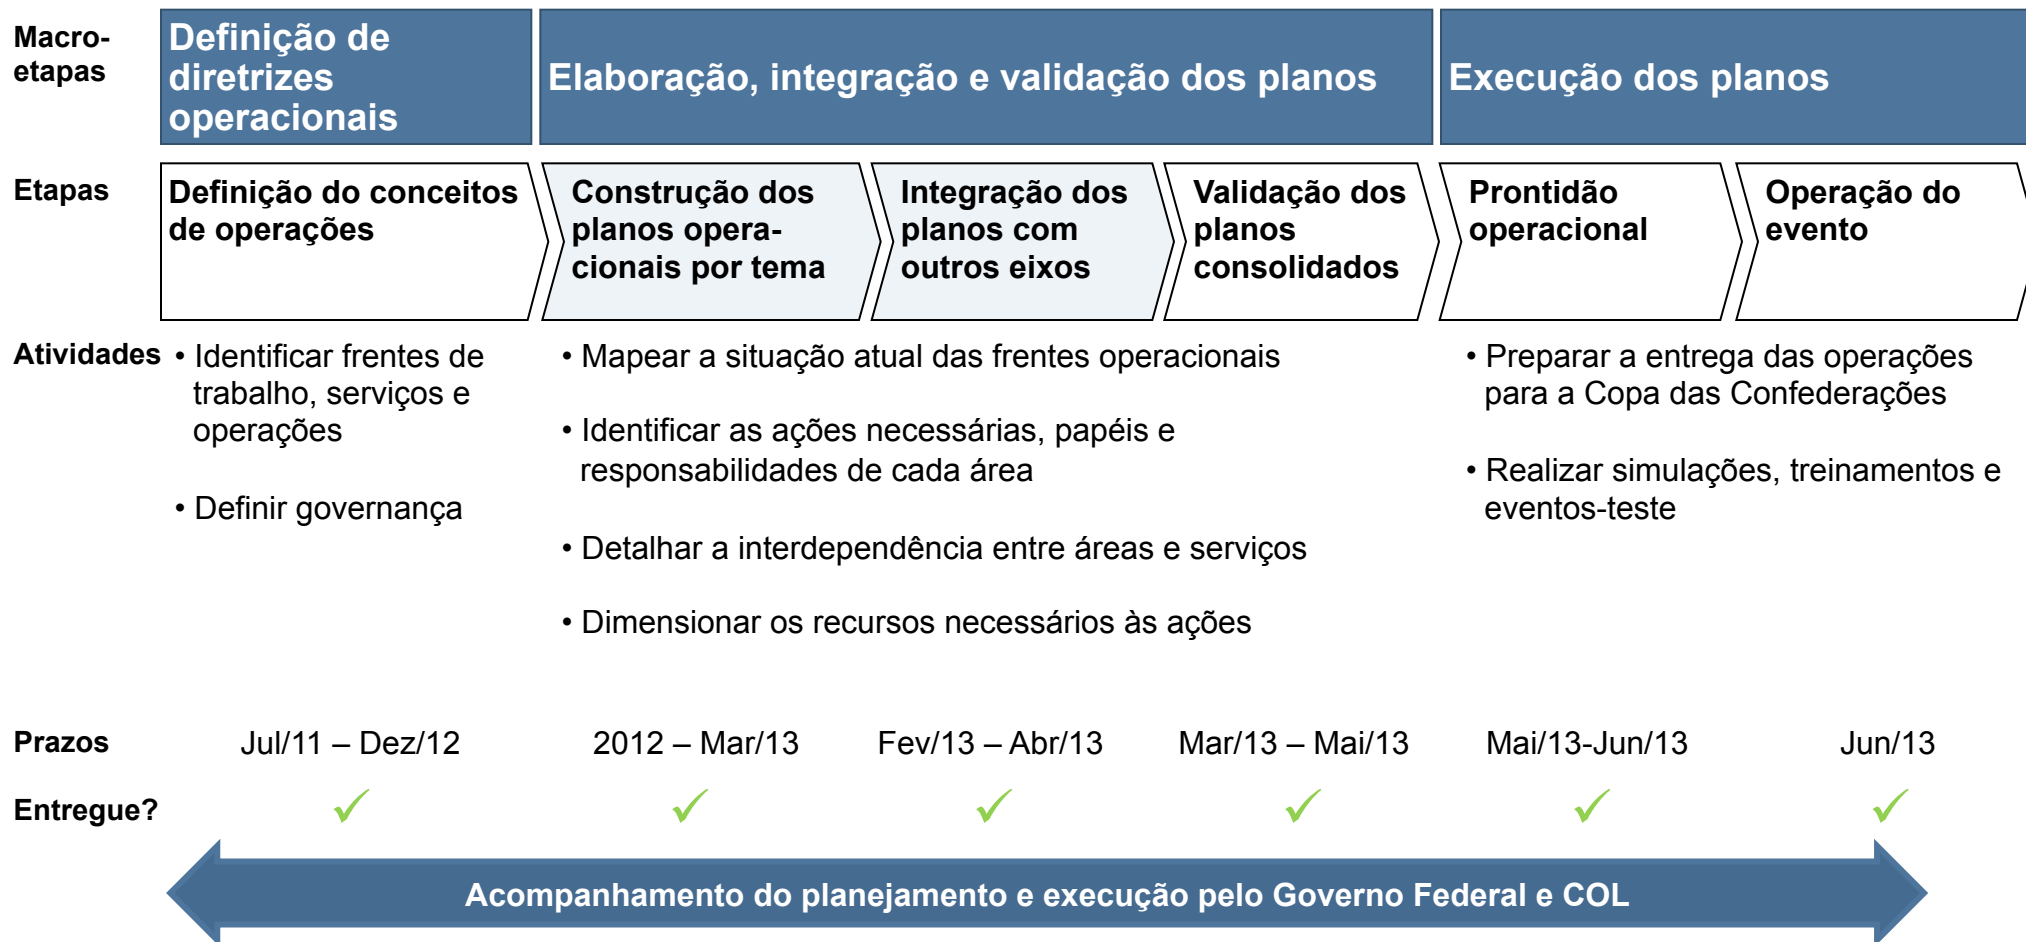 Macro-
etapas
Definição de
diretrizes
operacionais
Elaboração, integração e validação dos planos
Execução dos planos
Etapas
Definição do conceitos
de operações
Construção dos
planos opera-
cionais por tema
Integração dos
planos com
outros eixos
Validação dos
planos
consolidados
Prontidão
operacional
Operação do
evento
Atividades
• Identificar frentes de
trabalho, serviços e
operações
• Definir governança
• Mapear a situação atual das frentes operacionais
• Identificar as ações necessárias, papéis e
responsabilidades de cada área
• Detalhar a interdependência entre áreas e serviços
• Dimensionar os recursos necessários às ações
• Preparar a entrega das operações
para a Copa das Confederações
• Realizar simulações, treinamentos e
eventos-teste
Prazos
Jul/11 – Dez/12
2012 – Mar/13
Fev/13 – Abr/13
Mar/13 – Mai/13
Mai/13-Jun/13
Jun/13
Entregue?
Acompanhamento do planejamento e execução pelo Governo Federal e COL